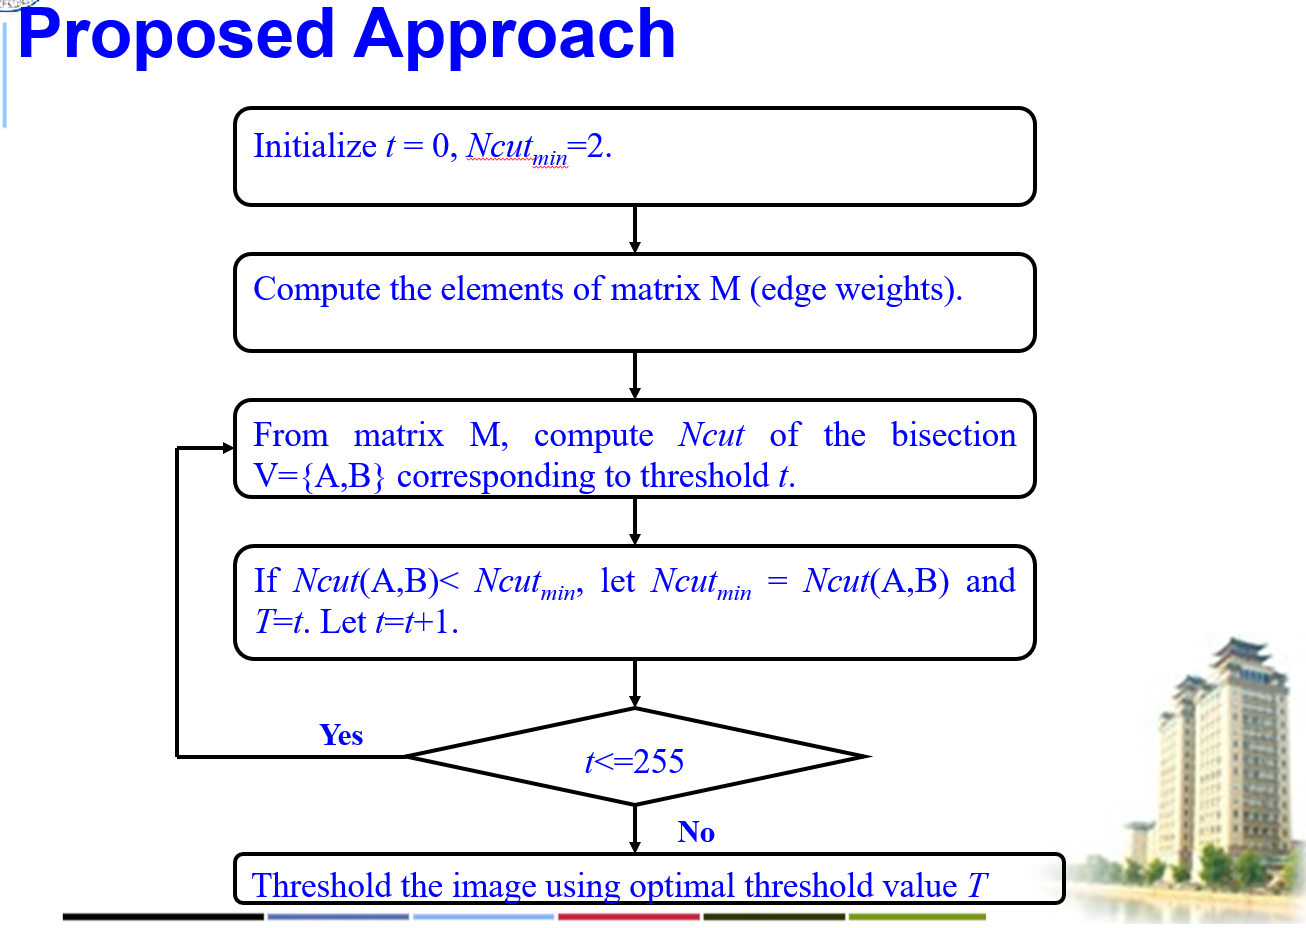 Proposed Approach
Initialize t = 0, Ncutmin=2.
Compute the elements of matrix M (edge weights).
From matrix M, compute Ncut of the bisection
V={A,B} corresponding to threshold t.
If Ncut(A,B)< Ncutmin, let Ncutmin = Ncut(A,B) and
T=t. Let t=t+1.
Yes
t<=255
No
Threshold the image using optimal threshold value T